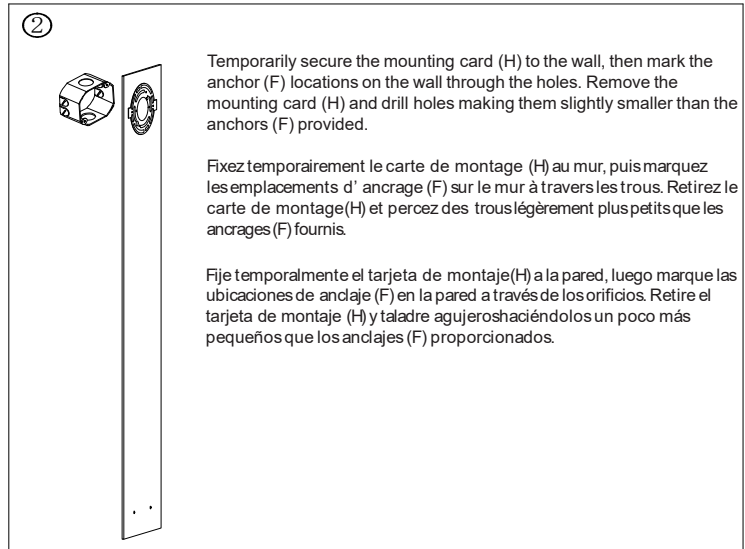 ②
Temporarily secure the mounting card (H) to the wall, then mark the
anchor (F) locations on the wall through the holes. Remove the
mounting card (H) and drill holes making them slightly smaller than the
anchors (F) provided.
Fixez temporairement le carte de montage (H) au mur, puis marquez
les emplacements d' ancrage (F) sur le mur à travers les trous. Retirez le
carte de montage(H) et percez des trous légèrement plus petits que les
ancrages (F) fournis.
Fije temporalmente el tarjeta de montaje(H) a la pared, luego marque las
ubicaciones de anclaje (F) en la pared a través de los orificios. Retire el
tarjeta de montaje (H) y taladre agujeroshaciéndolos un poco más
pequeños que los anclajes (F) proporcionados.